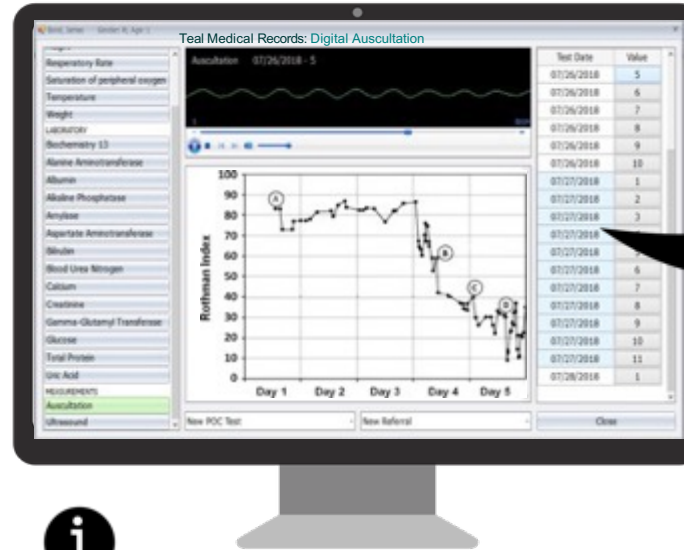 Bond, James Gender: M, Age: 1
Teal Medical Records: Digital Auscultation
Respiratory Rate
Saturation of peripheral oxygen
Temperature
Weight
LABORATORY
Biochemistry 13
Alanine Aminotransferase
Albumin
Alkaline Phosphatase
Amylase
Aspartate Aminotransferase
Bilirubin
Blood Urea Nitrogen
Calcium
Creatinine
Gamma-Glutamyl Transferase
Glucose
Total Protein
Uric Acid
MEASUREMENTS
Auscultation
Ultrasound
Auscultation 07/26/2018 - 5
100
90
80
70
60
50
40
30
20
10
0
Rothman Index
A
B
C
D
Day 1 Day 2 Day 3 Day 4 Day 5
New POC Test
New Referral
Test Date Value
07/26/2018 5
07/26/2018 6
07/26/2018 7
07/26/2018 8
07/26/2018 9
07/26/2018 10
07/27/2018 1
07/27/2018 2
07/27/2018 3
07/27/2018
07/27/2018
07/27/2018 6
07/27/2018 7
07/27/2018 8
07/27/2018 9
07/27/2018 10
07/27/2018 11
07/28/2018 1
Close
i